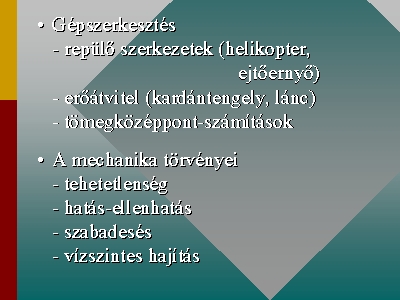 • Gépszerkesztés
- repülő szerkezetek (helikopter,
ejtőernyő)
- erőátvitel (kardántengely, lánc)
- tömegközéppont-számítások
• A mechanika törvényei
- tehetetlenség
- hatás-ellenhatás
- szabadesés
- vízszintes hajítás